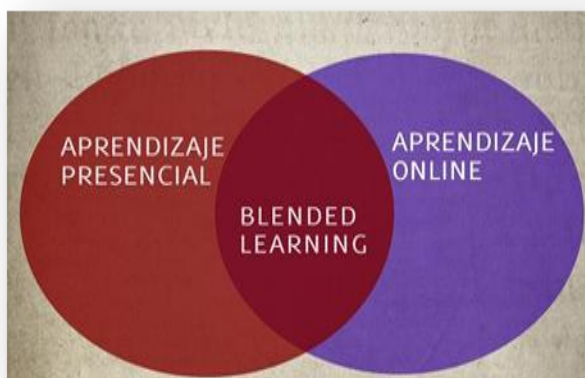 APRENDIZAJE
PRESENCIAL
BLENDED
LEARNING
APRENDIZAJE
ONLINE